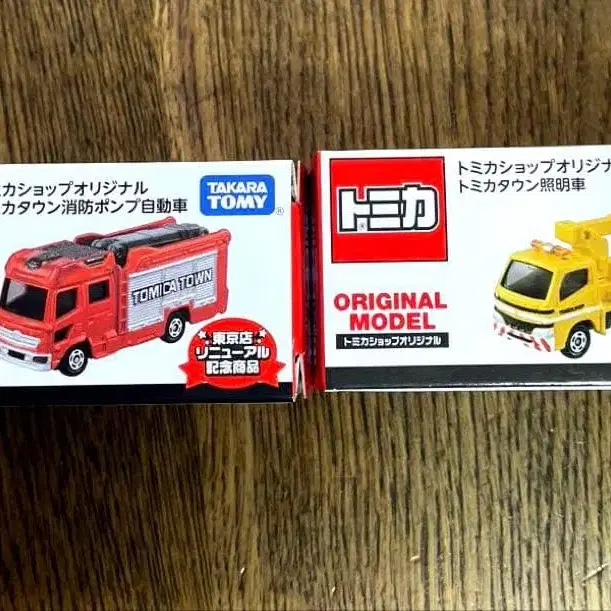 カショップオリジナル
カタウン消防ポンプ自動車
TAKARA
TOMY
®
TOMICA TOWN
東京店
リニューアル
記念商品
トミカ
®
ORIGINAL
MODEL
トミカショップオリジナル
トミカショップオリジナ
トミカタウン照明車